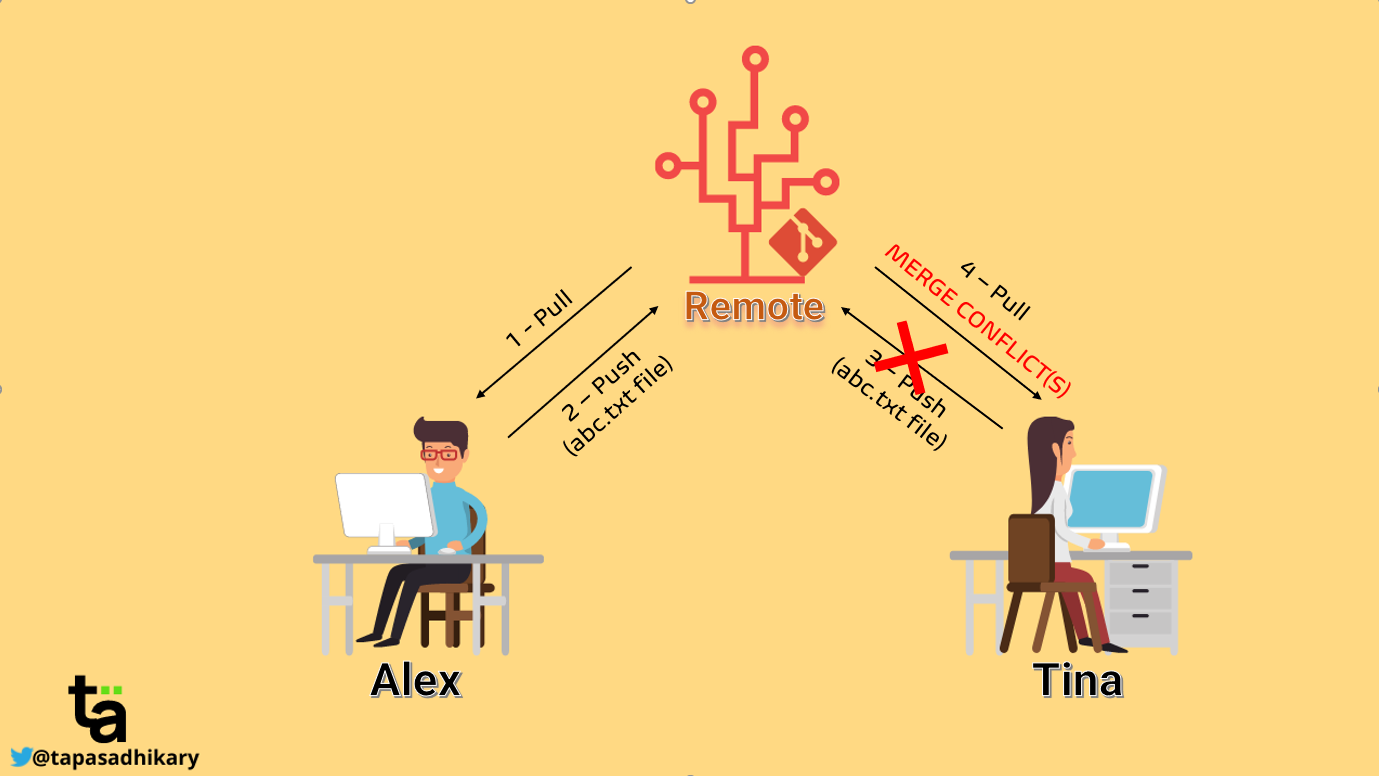 Remote
1 – Pull
2 – Push
(abc.txt file)
3 – Push
(abc.txt file)
4 – Pull
MERGE CONFLICT(S)
Alex
Tina
ta
@tapasadhikary